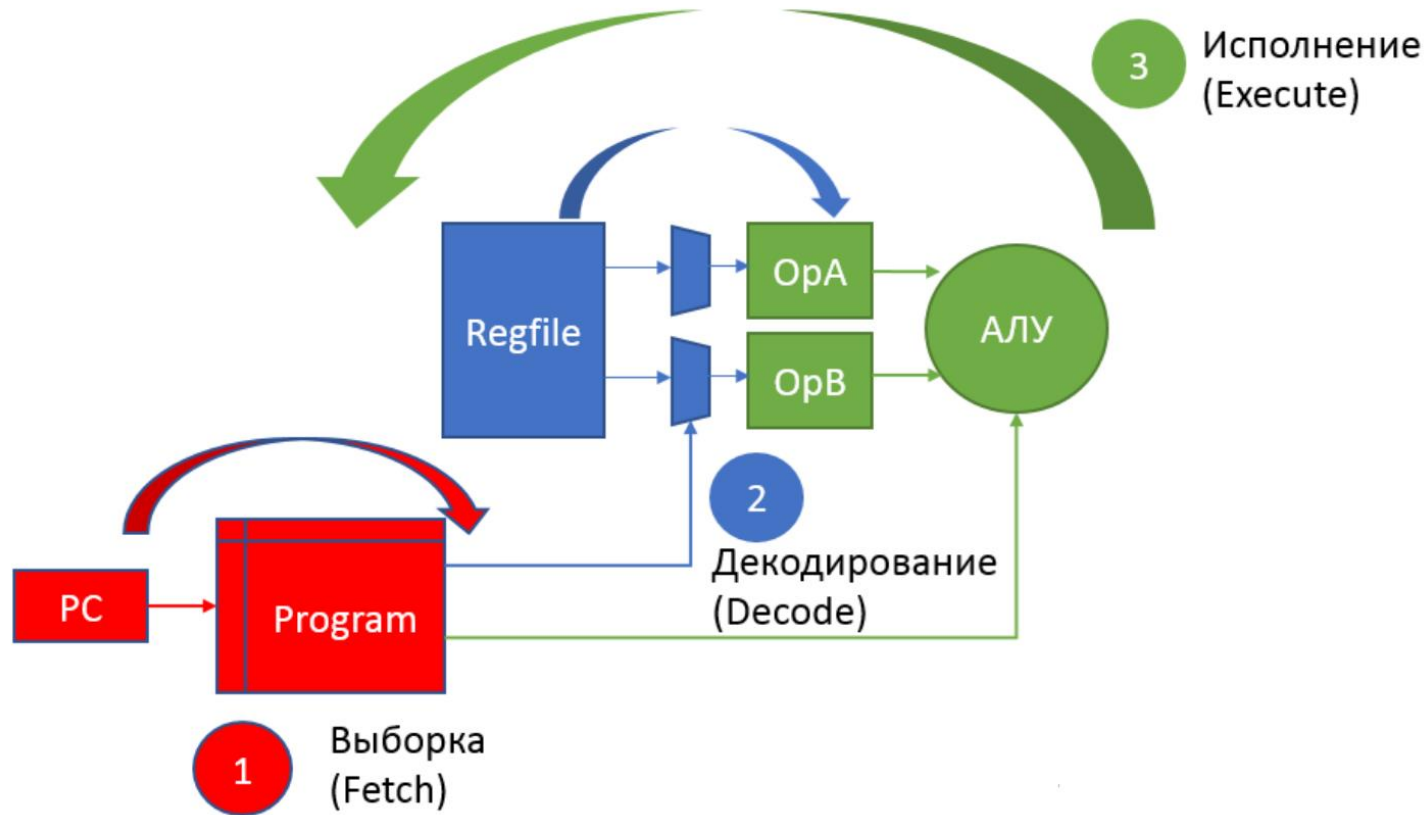 3
Исполнение
(Execute)
Regfile
OpA
OpB
АЛУ
2
Декодирование
(Decode)
PC
Program
1
Выборка
(Fetch)